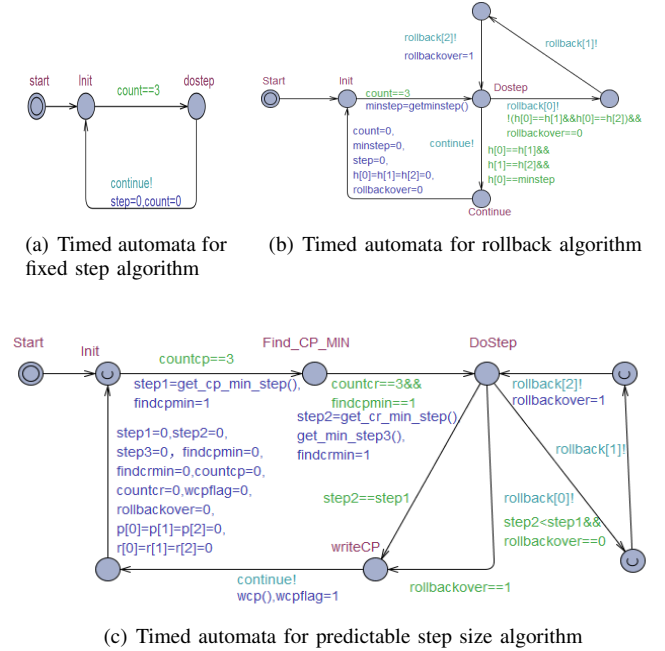 start
Init
dostep
count==3
continue!
step=0,count=0
(a) Timed automata for
fixed step algorithm
rollback[2]!
rollbackover=1
rollback[1]!
Start
Init
Dostep
count==3
minstep=getminstep()
rollback[0]!
!(h[0]==h[1]&&h[0]==h[2])&&
rollbackover==0
count=0,
minstep=0,
step=0,
h[0]=h[1]=h[2]=0,
rollbackover=0
continue!
h[0]==h[1]&&
h[1]==h[2]&&
h[0]==minstep
Continue
(b) Timed automata for rollback algorithm
Start
Init
Find_CP_MIN
DoStep
countcp==3
step1=get_cp_min_step(),
findcpmin=1
countcr==3&&
findcpmin==1
step2=get_cr_min_step(),
get_min_step3(),
findcrmin=1
rollback[2]!
rollbackover=1
rollback[1]!
step1=0,step2=0,
step3=0, findcpmin=0,
findcrmin=0,countcp=0,
countcr=0,wcpflag=0,
rollbackover=0,
p[0]=p[1]=p[2]=0,
r[0]=r[1]=r[2]=0
step2==step1
rollback[0]!
step2<step1&&
rollbackover==0
writeCP
continue!
wcp(),wcpflag=1
rollbackover==1
(c) Timed automata for predictable step size algorithm